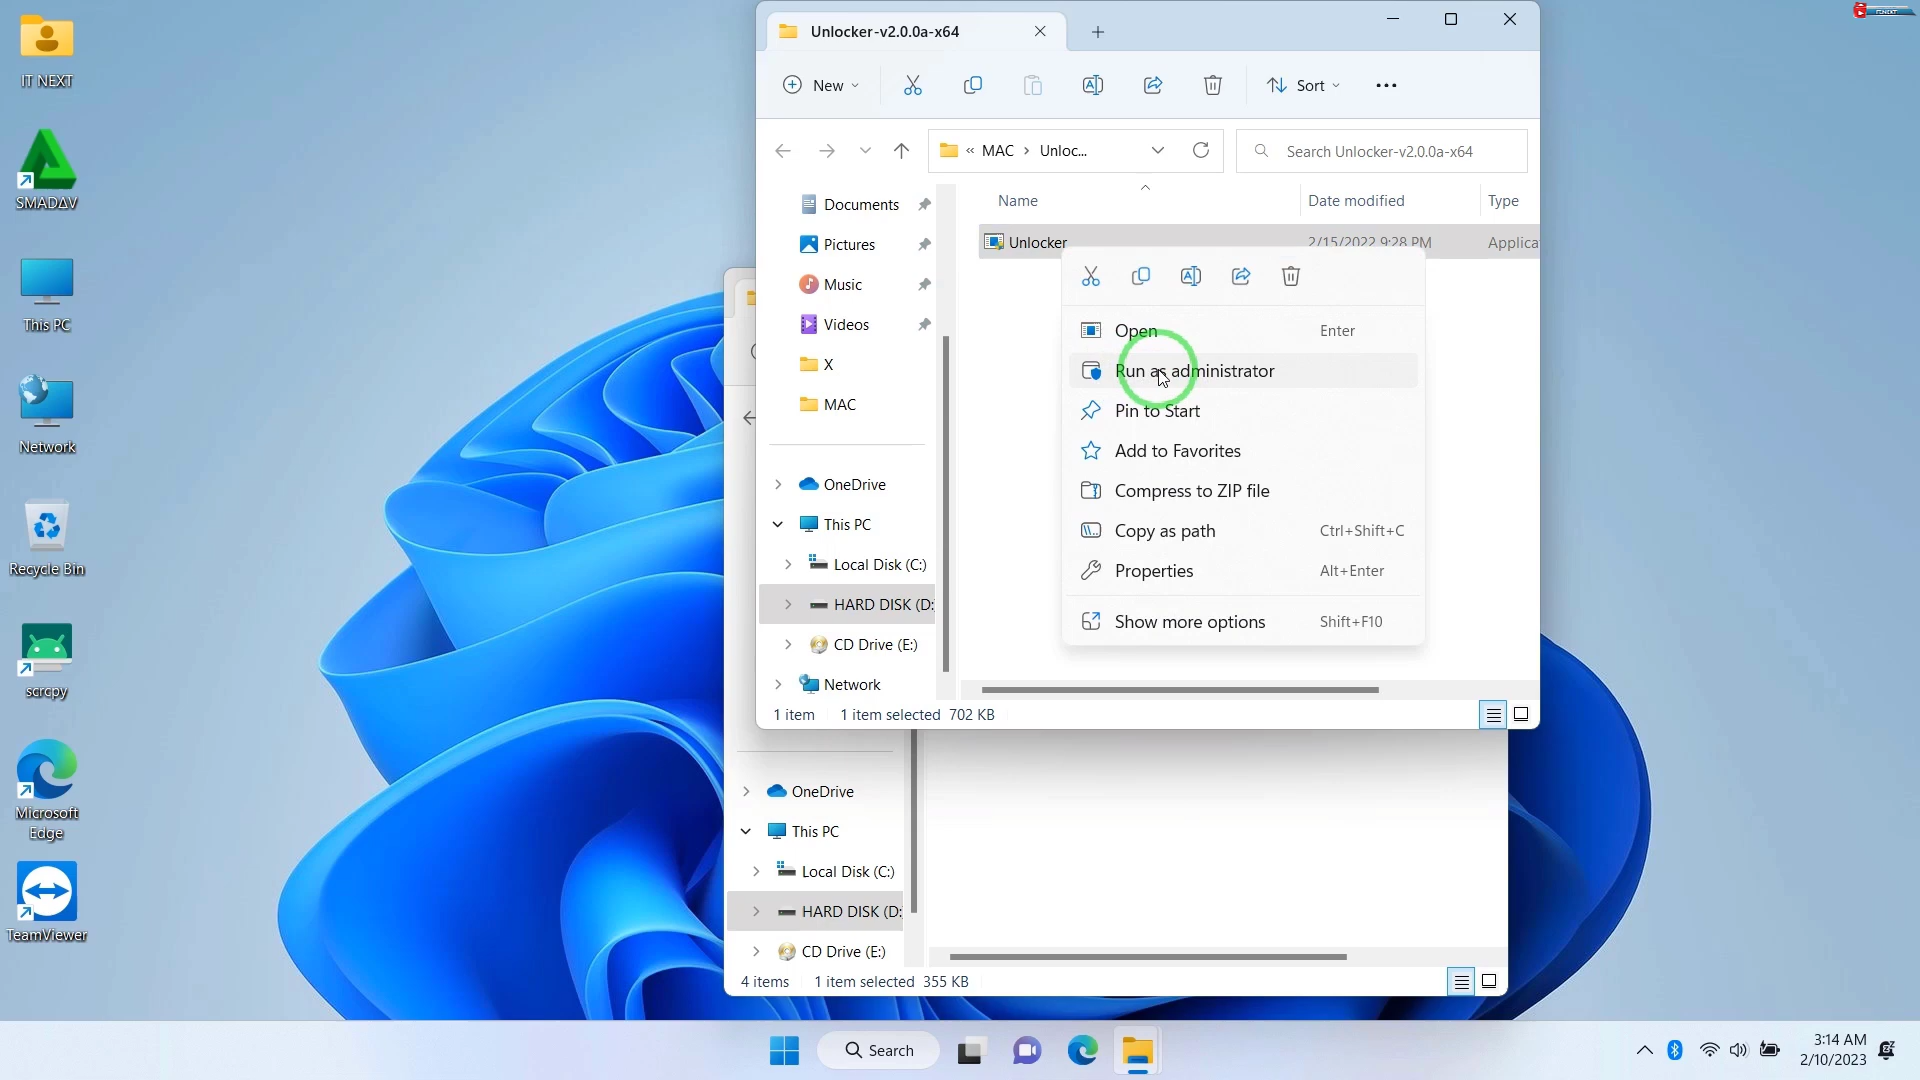 IT NEXT
SMADΔV
This PC
Network
Recycle Bin
scrcpy
Microsoft
Edge
TeamViewer
Unlocker-v2.0.0a-x64
New
Sort
« MAC > Unloc...
Search Unlocker-v2.0.0a-x64
Documents
Pictures
Music
Videos
X
MAC
OneDrive
This PC
Local Disk (C:)
HARD DISK (D:
CD Drive (E:)
Network
Name Date modified Type
Unlocker 2/15/2022 9:28 PM Applica
Open Enter
Run as administrator
Pin to Start
Add to Favorites
Compress to ZIP file
Copy as path Ctrl+Shift+C
Properties Alt+Enter
Show more options Shift+F10
1 item 1 item selected 702 KB
OneDrive
This PC
Local Disk (C:)
HARD DISK (D:
CD Drive (E:)
4 items 1 item selected 355 KB
Search
3:14 AM
2/10/2023